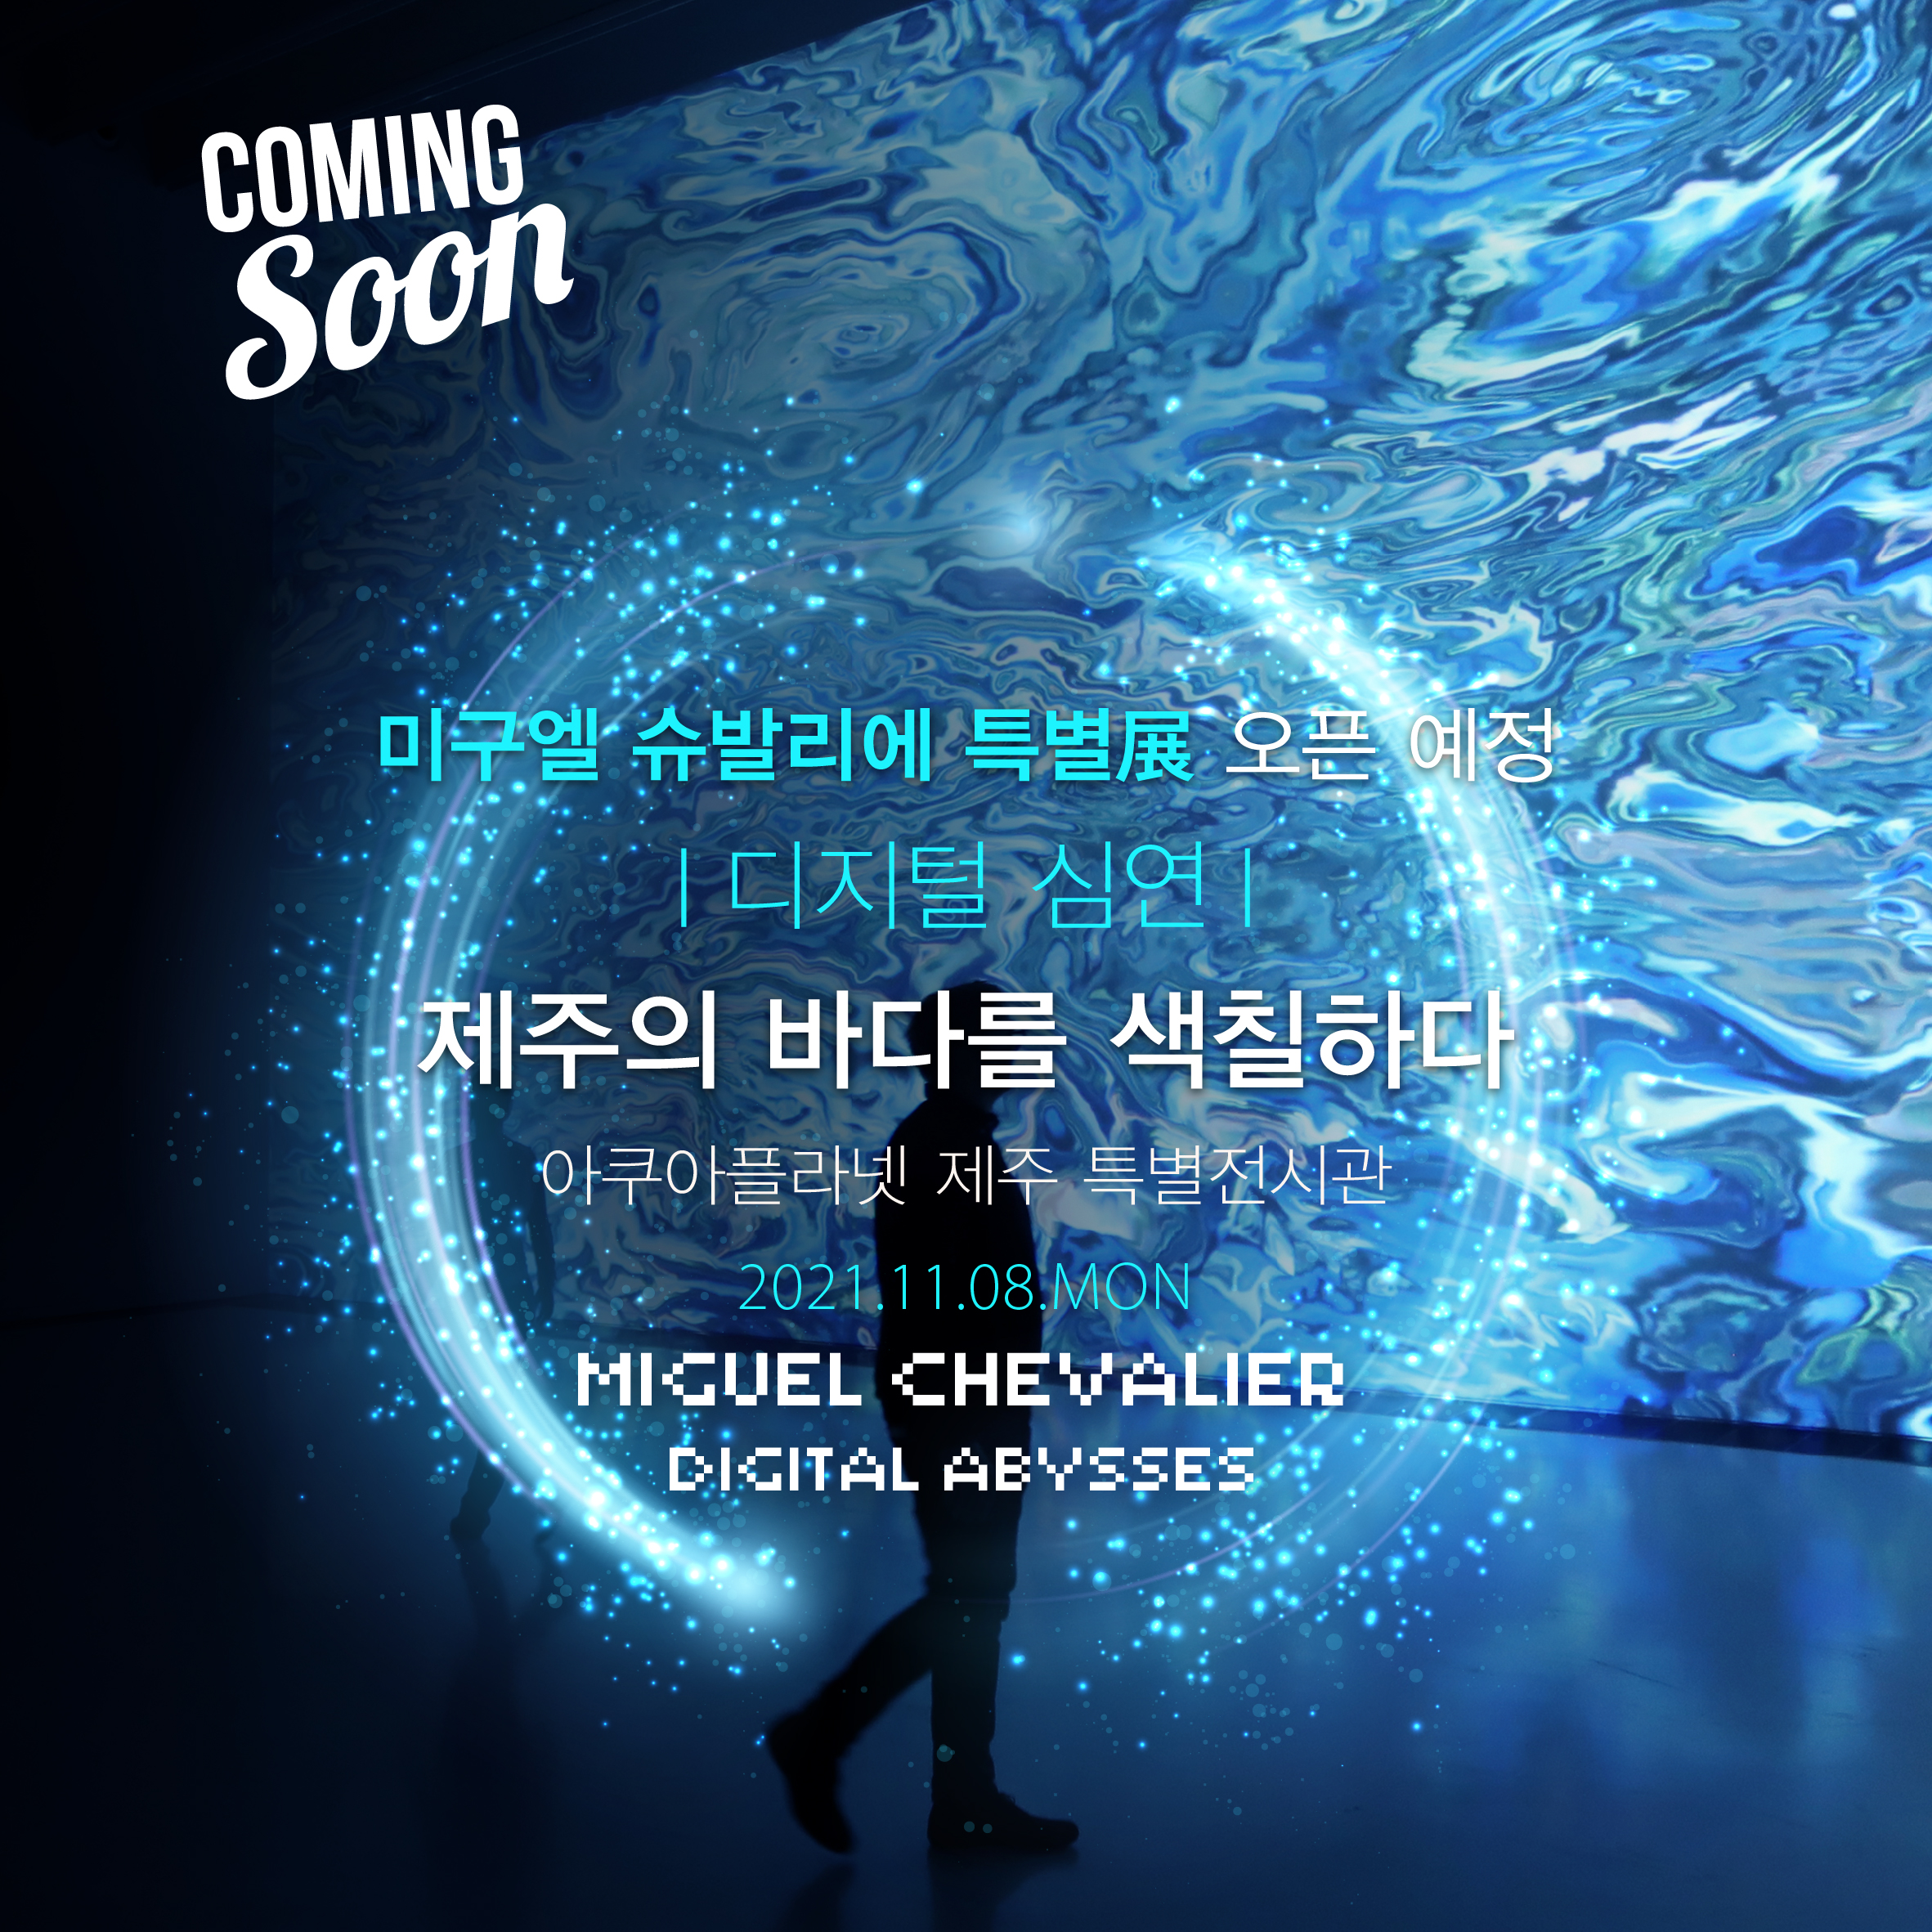 COMING
Soon
미구엘 슈발리에 특별展 오픈 예정
| 디지털 심연 |
제주의 바다를 색칠하다
아쿠아플라넷 제주 특별전시관
2021.11.08.MON
MIGUEL CHEVALIER
DIGITAL ABYSSES